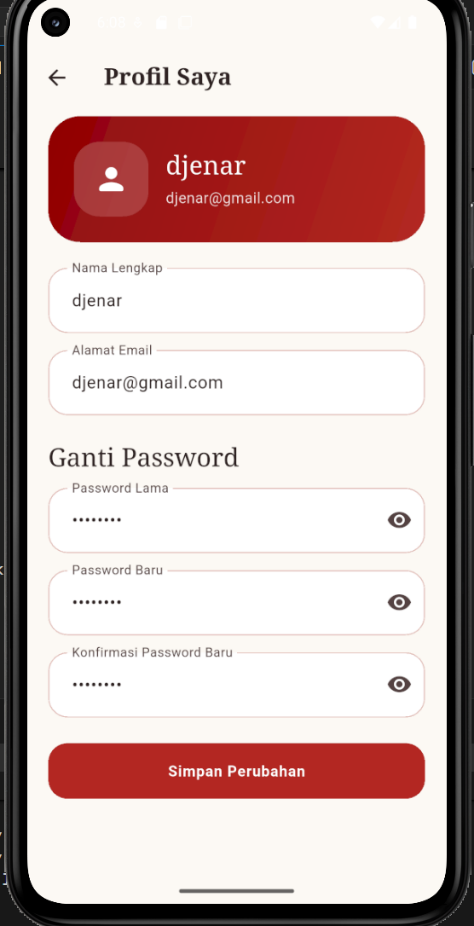 Profil Saya
djenar
djenar@gmail.com
Nama Lengkap
djenar
Alamat Email
djenar@gmail.com
Ganti Password
Password Lama
••••••••
Password Baru
••••••••
Konfirmasi Password Baru
••••••••
Simpan Perubahan